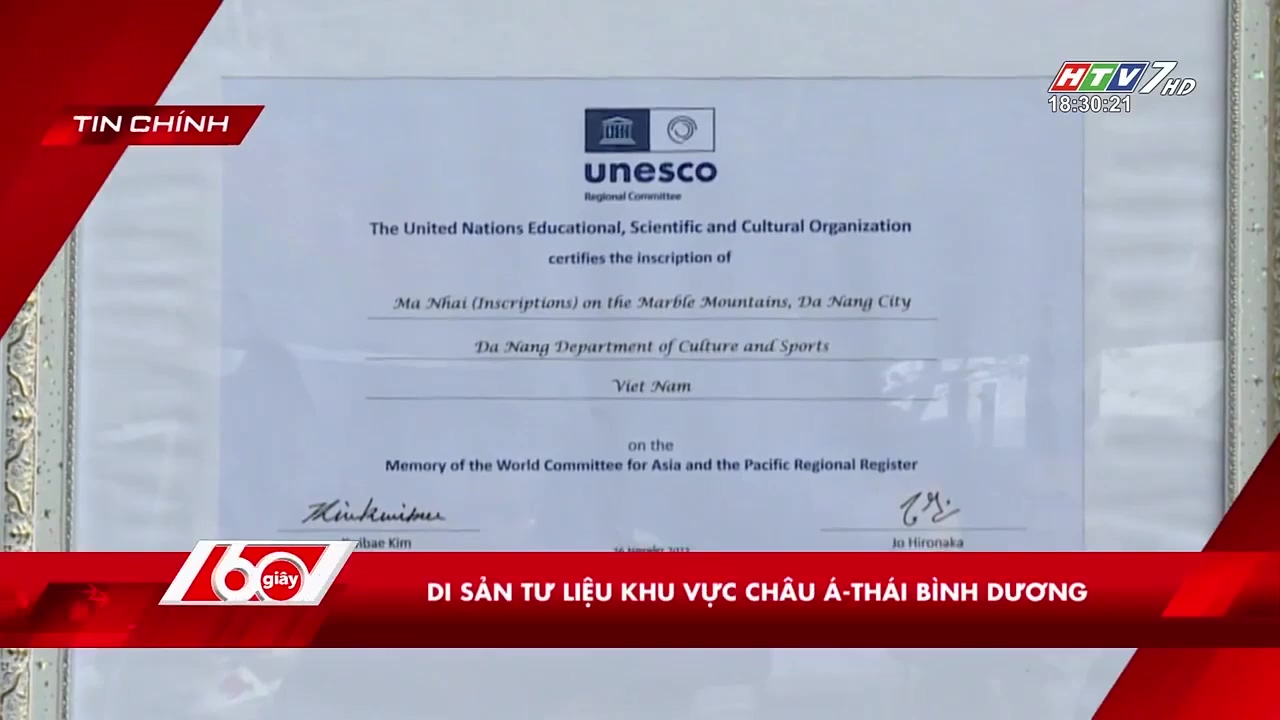 HTV7 HD
18:30:21
TIN CHÍNH
unesco
Regional Committee
The United Nations Educational, Scientific and Cultural Organization
certifies the inscription of
Ma Nhai (Inscriptions) on the Marble Mountains, Da Nang City
Da Nang Department of Culture and Sports
Viet Nam
on the
Memory of the World Committee for Asia and the Pacific Regional Register
Kim
Jo Hironaka
60 giây
DI SẢN TƯ LIỆU KHU VỰC CHÂU Á-THÁI BÌNH DƯƠNG